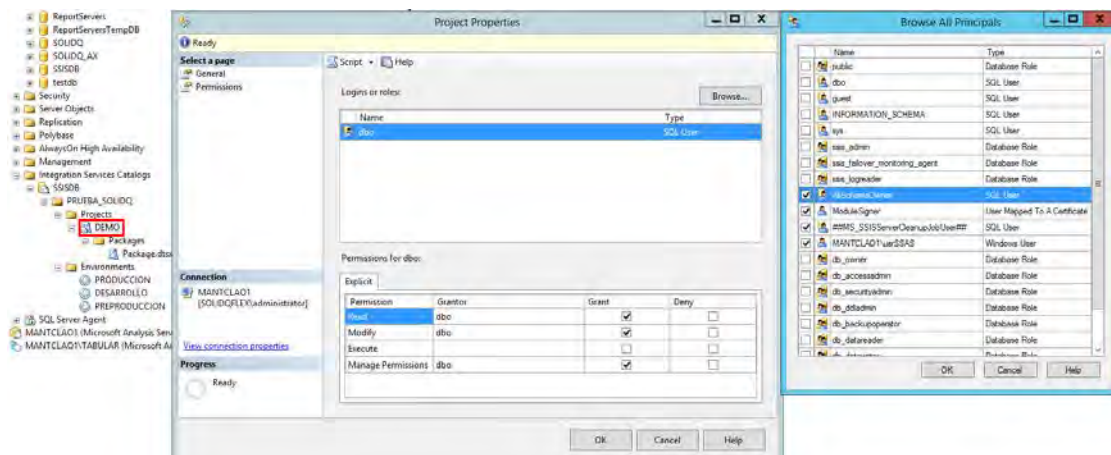 ReportServers
ReportServersTempDB
SOLIDQ
SOLIDQ_AX
SSISDB
testdb
Security
Server Objects
Replication
Polybase
AlwaysOn High Availability
Management
Integration Services Catalogs
SSISDB
PRUEBA_SOLIDQ
Projects
DEMO
Packages
Package.dtsx
Environments
PRODUCCION
DESARROLLO
PREPRODUCCION
SQL Server Agent
MANTCLAO1 (Microsoft Analysis Serv
MANTCLAO1\TABULAR (Microsoft An
Project Properties
Ready
Select a page
General
Permissions
Script Help
Logins or roles:
Browse...
Name Type
dbo SQL User
Permissions for dbo:
Explicit
Permission Grantor Grant Deny
Read dbo
Modify dbo
Execute
Manage Permissions dbo
Connection
MANTCLAO1
[SOLIDQFLEX\administrator]
View connection properties
Progress
Ready
OK Cancel Help
Browse All Principals
Name Type
public Database Role
dbo SQL User
guest SQL User
INFORMATION_SCHEMA SQL User
sys SQL User
ssis_admin Database Role
ssis_failover_monitoring_agent Database Role
ssis_logreader Database Role
SQL User
ModuleSigner User Mapped To A Certificate
##MS_SSISServerCleanupJobUser## SQL User
Windows User
db_owner Database Role
db_accessadmin Database Role
db_securityadmin Database Role
db_ddladmin Database Role
db_backupoperator Database Role
db_datareader Database Role
OK Cancel Help